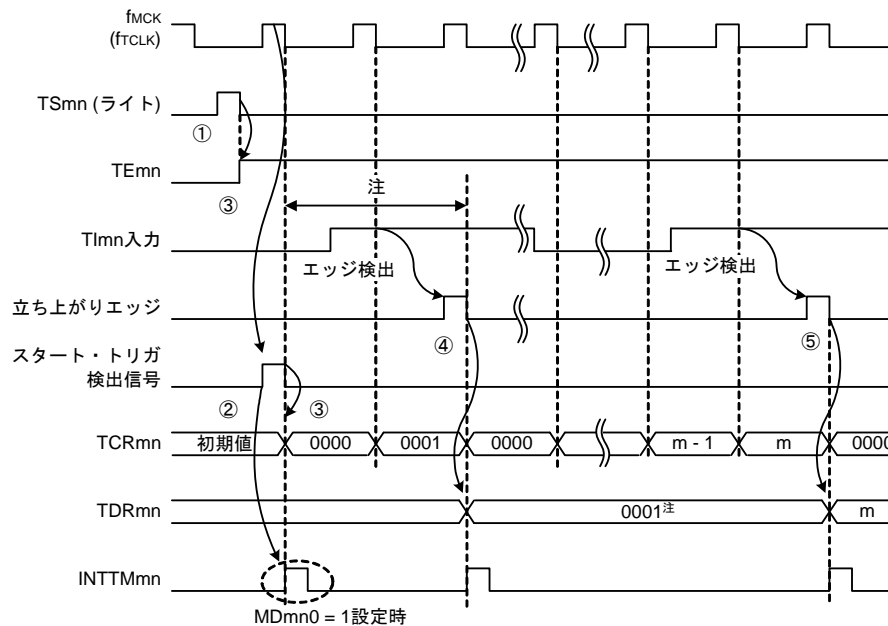 fMCK
(fTCLK)
TSmn (ライト)
①
TEmn
③
注
TImn入力
エッジ検出
エッジ検出
立ち上がりエッジ
④
⑤
スタート・トリガ
検出信号
②
③
TCRmn
初期値
0000
0001
0000
m - 1
m
0000
TDRmn
0001注
m
INTTMmn
MDmn0 = 1設定時